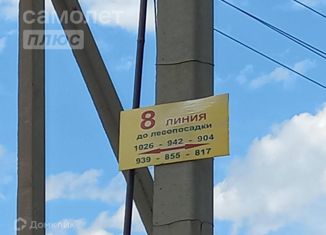 самолет
плюс
8 линия
до лесопосадки
1026 - 942 - 904
939 - 855 - 817
Домклик